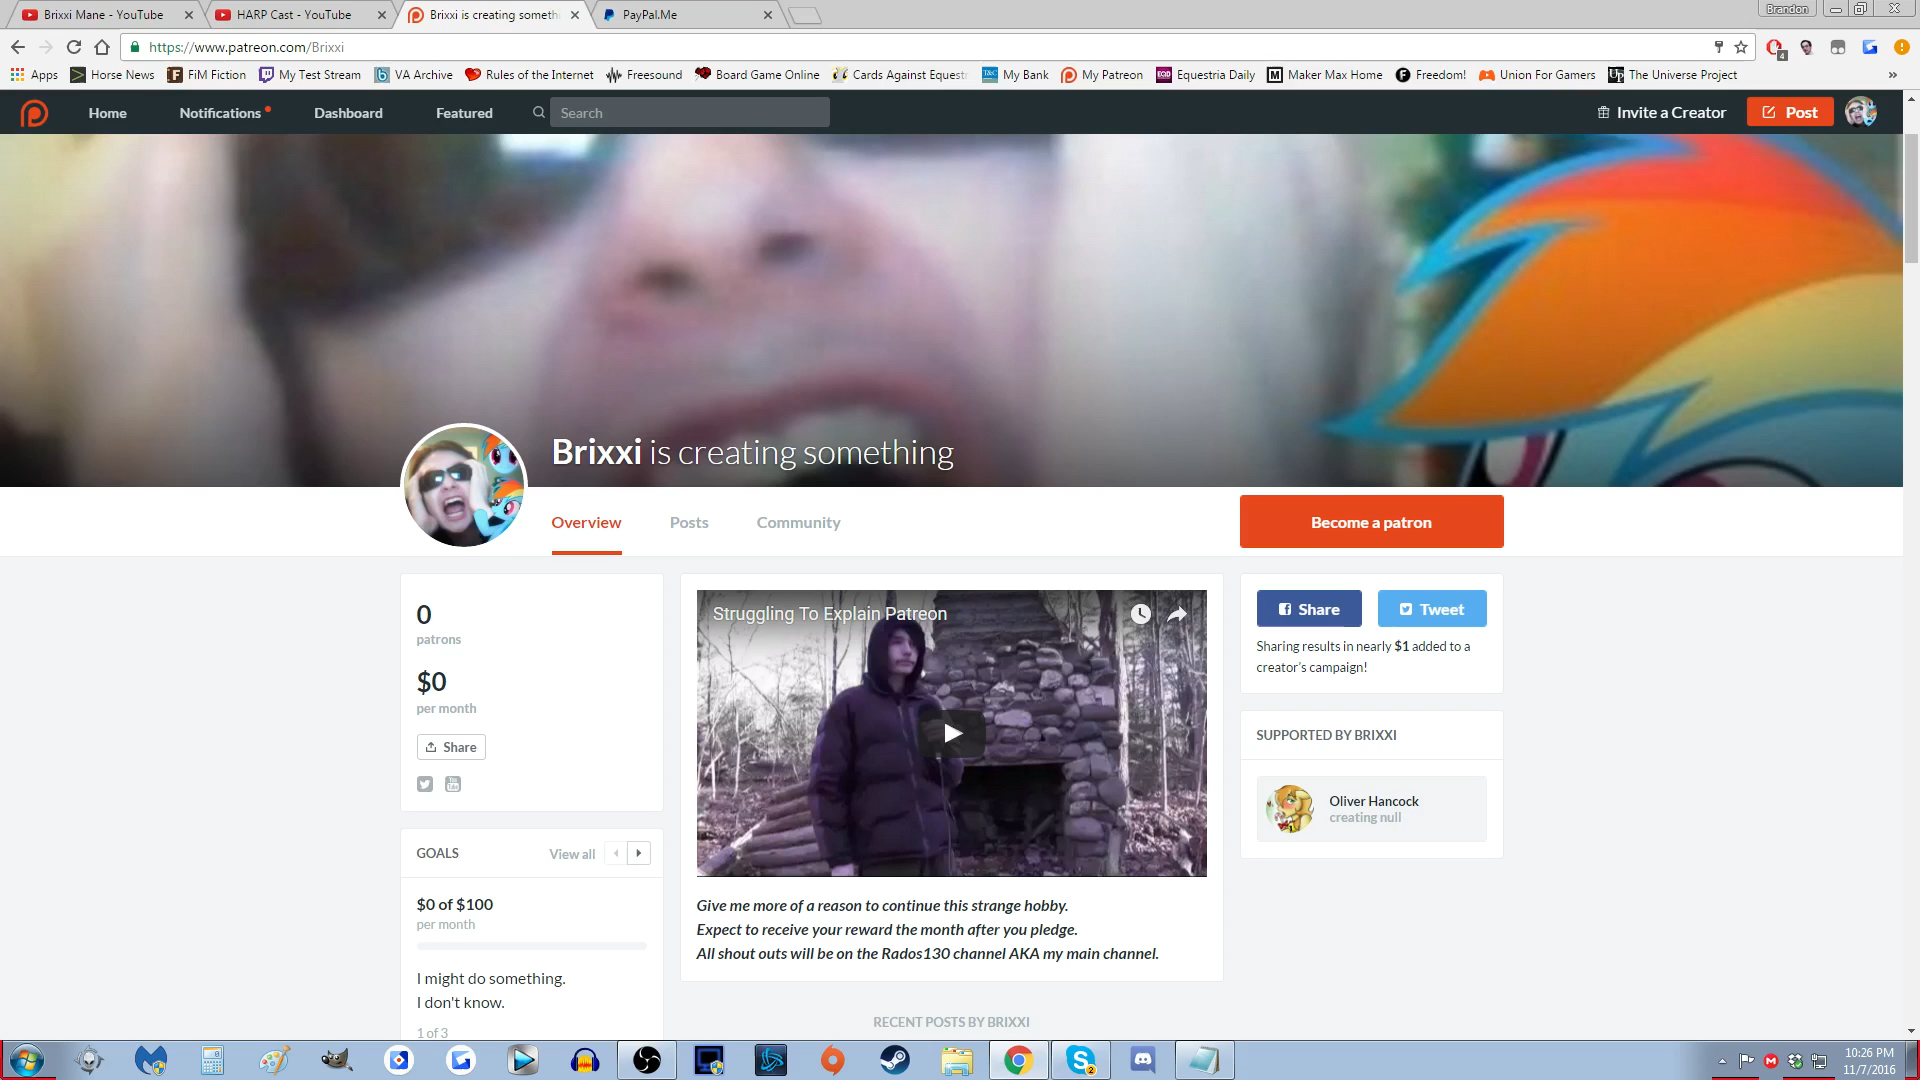 Brixxi Mane - YouTube
HARP Cast - YouTube
Brixxi is creating someth
PayPal.Me
Brandon
https://www.patreon.com/Brixxi
4
Apps
Horse News
FiM Fiction
My Test Stream
VA Archive
Rules of the Internet
Freesound
Board Game Online
Cards Against Equest
My Bank
My Patreon
Equestria Daily
Maker Max Home
Freedom!
Union For Gamers
The Universe Project
Home
Notifications
Dashboard
Featured
Search
Invite a Creator
Post
Brixxi is creating something
Overview
Posts
Community
Become a patron
0
patrons
$0
per month
Share
GOALS
View all
$0 of $100
per month
I might do something.
I don't know.
1 of 3
Struggling To Explain Patreon
Give me more of a reason to continue this strange hobby.
Expect to receive your reward the month after you pledge.
All shout outs will be on the Rados130 channel AKA my main channel.
RECENT POSTS BY BRIXXI
Share
Tweet
Sharing results in nearly $1 added to a
creator's campaign!
SUPPORTED BY BRIXXI
Oliver Hancock
creating null
2
10:26 PM
11/7/2016